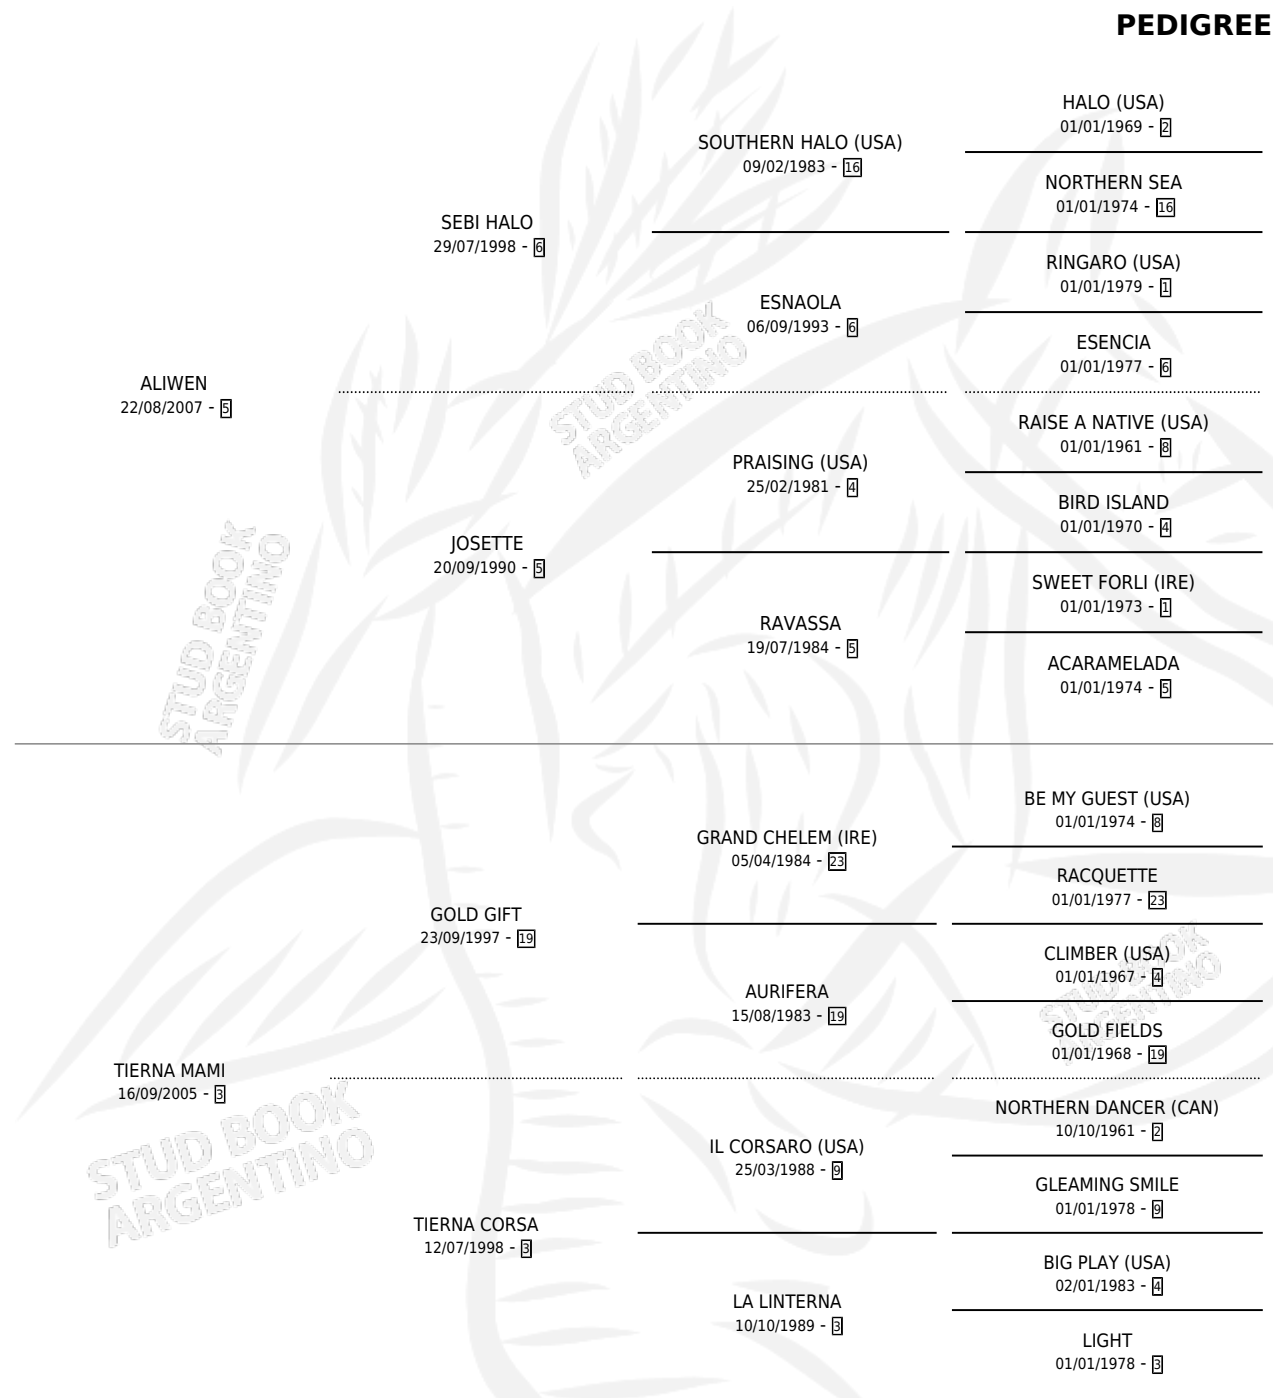 PEDIGREE
HALO (USA)
01/01/1969 - 2
SOUTHERN HALO (USA)
09/02/1983 - 16
NORTHERN SEA
01/01/1974 - 16
SEBI HALO
29/07/1998 - 6
RINGARO (USA)
01/01/1979 - 1
ESNAOLA
06/09/1993 - 6
ESENCIA
01/01/1977 - 6
ALIWEN
22/08/2007 - 5
RAISE A NATIVE (USA)
01/01/1961 - 8
PRAISING (USA)
25/02/1981 - 4
BIRD ISLAND
01/01/1970 - 4
JOSETTE
20/09/1990 - 5
SWEET FORLI (IRE)
01/01/1973 - 1
RAVASSA
19/07/1984 - 5
ACARAMELADA
01/01/1974 - 5
BE MY GUEST (USA)
01/01/1974 - 8
GRAND CHELEM (IRE)
05/04/1984 - 23
RACQUETTE
01/01/1977 - 23
GOLD GIFT
23/09/1997 - 19
CLIMBER (USA)
01/01/1967 - 4
AURIFERA
15/08/1983 - 19
GOLD FIELDS
01/01/1968 - 19
TIERNA MAMI
16/09/2005 - 3
NORTHERN DANCER (CAN)
10/10/1961 - 2
IL CORSARO (USA)
25/03/1988 - 9
GLEAMING SMILE
01/01/1978 - 9
TIERNA CORSA
12/07/1998 - 3
BIG PLAY (USA)
02/01/1983 - 4
LA LINTERNA
10/10/1989 - 3
LIGHT
01/01/1978 - 3
STUD BOOK
ARGENTINO
STUD BOOK
ARGENTINO
STUD BOOK
ARGENTINO
STUD BOOK
ARGENTINO